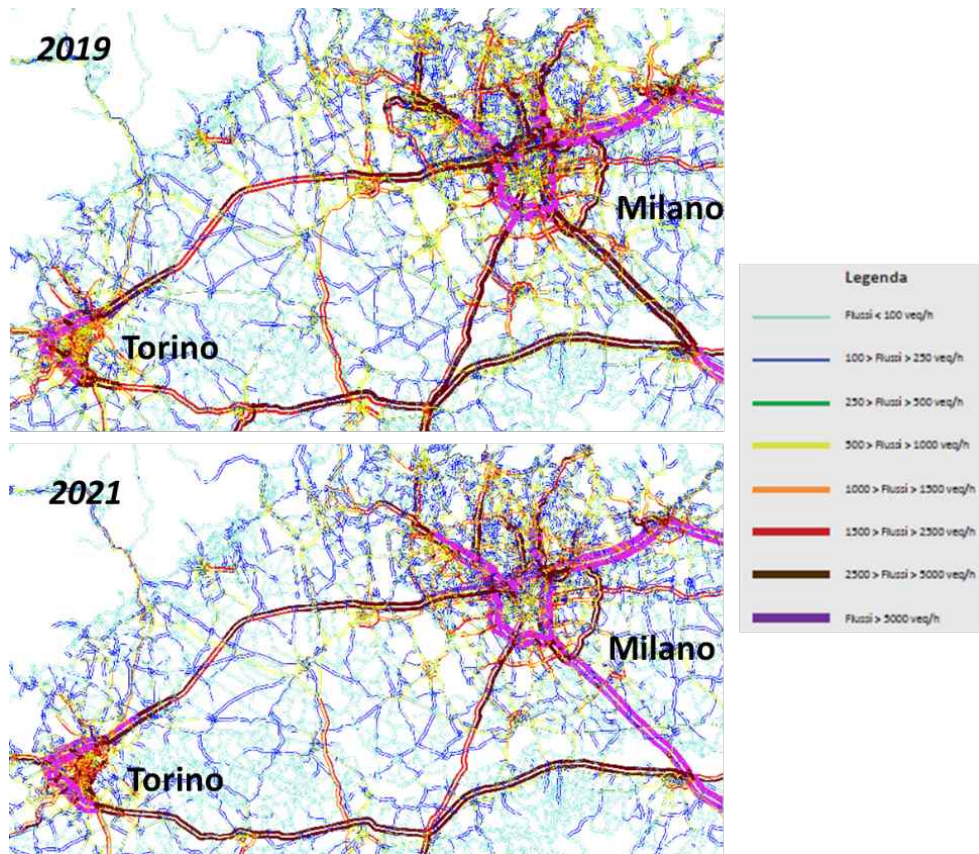 2019
Milano
Torino
2021
Milano
Torino
Legenda
Flussi < 100 veq/h
100 > Flussi > 250 veq/h
250 > Flussi > 500 veq/h
500 > Flussi > 1000 veq/h
1000 > Flussi > 1500 veq/h
1500 > Flussi > 2500 veq/h
2500 > Flussi > 5000 veq/h
Flussi > 5000 veq/h